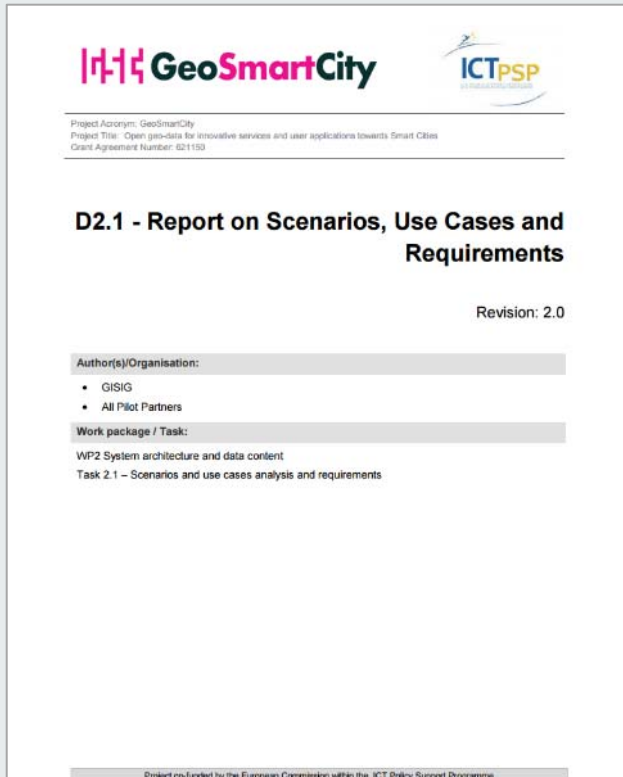 GeoSmartCity
ICTPSP
Project Acronym: GeoSmartCity
Project Title: Open geo-data for innovative services and user applications towards Smart Cities
Grant Agreement Number: 621150
D2.1 - Report on Scenarios, Use Cases and
Requirements
Revision: 2.0
Author(s)/Organisation:
• GISIG
• All Pilot Partners
Work package / Task:
WP2 System architecture and data content
Task 2.1 – Scenarios and use cases analysis and requirements
Project co-funded by the European Commission within the ICT Policy Support Programme